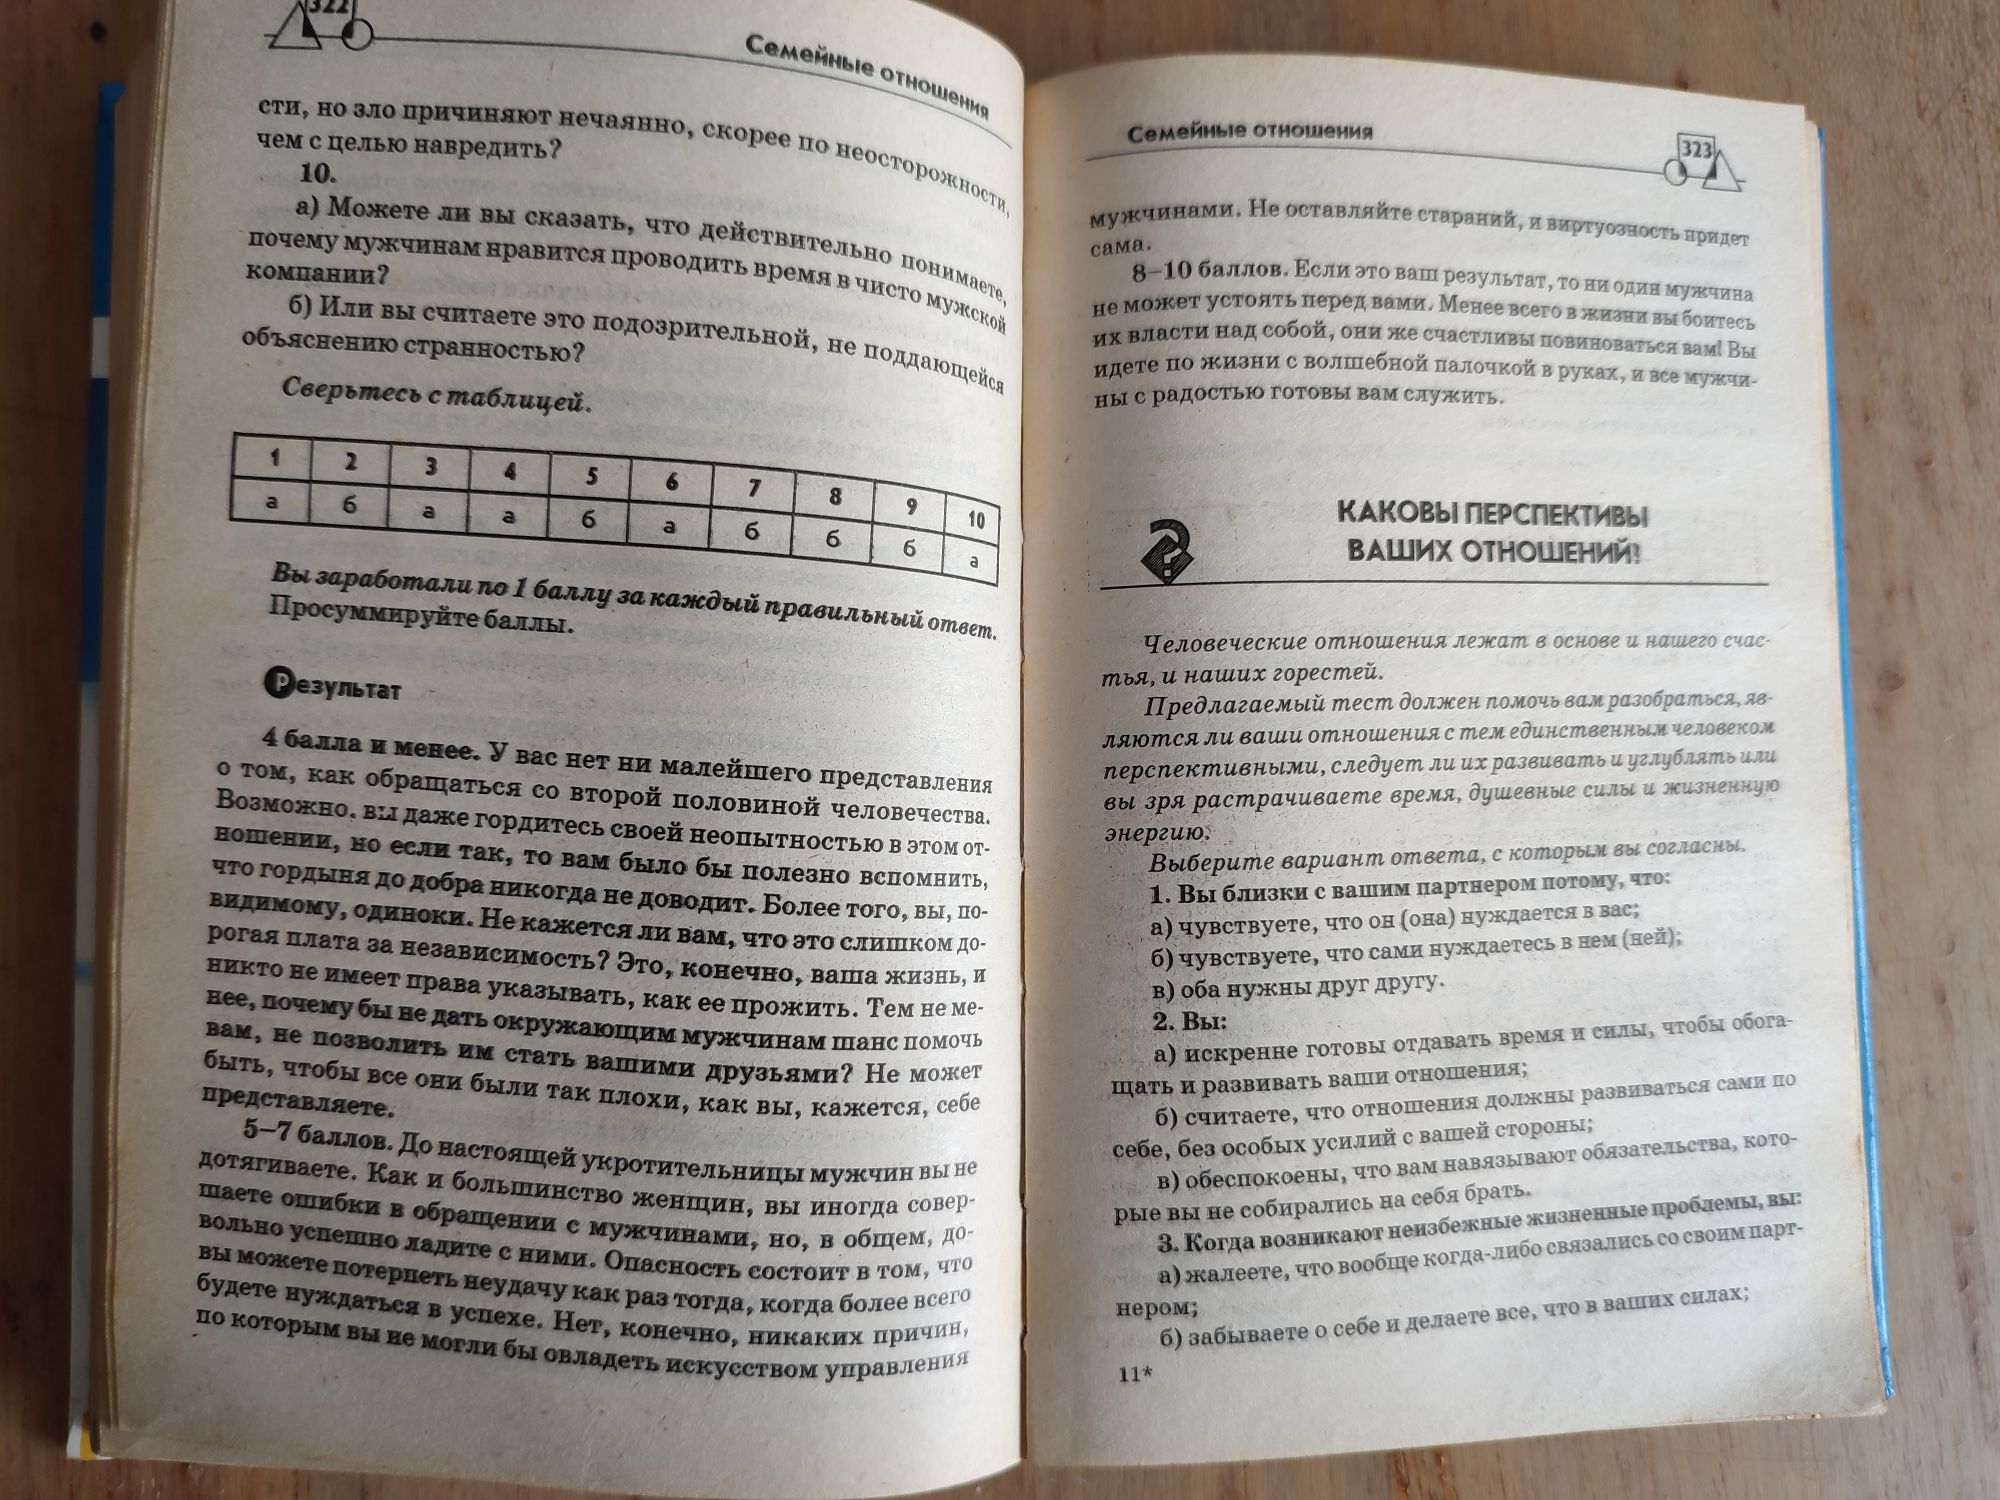 322
Семейные отношения
сти, но зло причиняют нечаянно, скорее по неосторожности,
чем с целью навредить?
10.
а) Можете ли вы сказать, что действительно понимаете,
почему мужчинам нравится проводить время в чисто мужской
компании?
б) Или вы считаете это подозрительной, не поддающейся
объяснению странностью?
Сверьтесь с таблицей.
1 2 3 4 5 6 7 8 9 10
а б а а б а б б б а
Вы заработали по 1 баллу за каждый правильный ответ.
Просуммируйте баллы.
Результат
4 балла и менее. У вас нет ни малейшего представления
о том, как обращаться со второй половиной человечества.
Возможно, вы даже гордитесь своей неопытностью в этом от-
ношении, но если так, то вам было бы полезно вспомнить,
что гордыня до добра никогда не доводит. Более того, вы, по-
видимому, одиноки. Не кажется ли вам, что это слишком до-
рогая плата за независимость? Это, конечно, ваша жизнь, и
никто не имеет права указывать, как ее прожить. Тем не ме-
нее, почему бы не дать окружающим мужчинам шанс помочь
вам, не позволить им стать вашими друзьями? Не может
быть, чтобы все они были так плохи, как вы, кажется, себе
представляете.
5–7 баллов. До настоящей укротительницы мужчин вы не
дотягиваете. Как и большинство женщин, вы иногда совер-
шаете ошибки в обращении с мужчинами, но, в общем, до-
вольно успешно ладите с ними. Опасность состоит в том, что
вы можете потерпеть неудачу как раз тогда, когда более всего
будете нуждаться в успехе. Нет, конечно, никаких причин,
по которым вы не могли бы овладеть искусством управления
Семейные отношения
323
мужчинами. Не оставляйте стараний, и виртуозность придет
сама.
8–10 баллов. Если это ваш результат, то ни один мужчина
не может устоять перед вами. Менее всего в жизни вы боитесь
их власти над собой, они же счастливы повиноваться вам! Вы
идете по жизни с волшебной палочкой в руках, и все мужчи-
ны с радостью готовы вам служить.
КАКОВЫ ПЕРСПЕКТИВЫ
ВАШИХ ОТНОШЕНИЙ?
Человеческие отношения лежат в основе и нашего счас-
тья, и наших горестей.
Предлагаемый тест должен помочь вам разобраться, яв-
ляются ли ваши отношения с тем единственным человеком
перспективными, следует ли их развивать и углублять или
вы зря растрачиваете время, душевные силы и жизненную
энергию.
Выберите вариант ответа, с которым вы согласны.
1. Вы близки с вашим партнером потому, что:
а) чувствуете, что он (она) нуждается в вас;
б) чувствуете, что сами нуждаетесь в нем (ней);
в) оба нужны друг другу.
2. Вы:
а) искренне готовы отдавать время и силы, чтобы обога-
щать и развивать ваши отношения;
б) считаете, что отношения должны развиваться сами по
себе, без особых усилий с вашей стороны;
в) обеспокоены, что вам навязывают обязательства, кото-
рые вы не собирались на себя брать.
3. Когда возникают неизбежные жизненные проблемы, вы:
а) жалеете, что вообще когда-либо связались со своим парт-
нером;
б) забываете о себе и делаете все, что в ваших силах;
11*